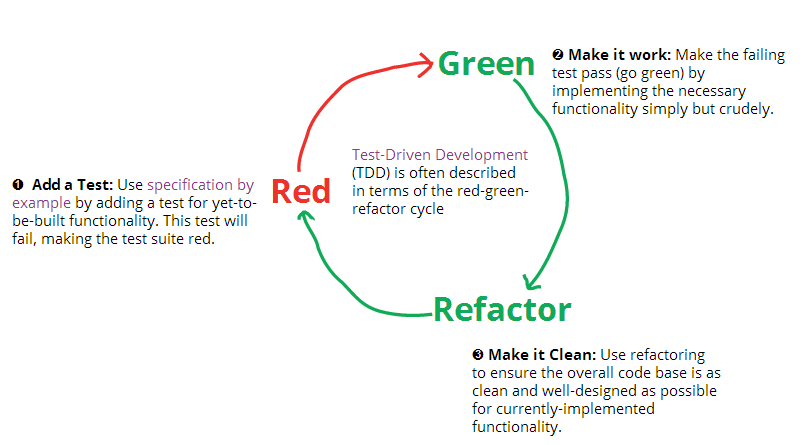 Green
❷ Make it work: Make the failing
test pass (go green) by
implementing the necessary
functionality simply but crudely.
Test-Driven Development
(TDD) is often described
in terms of the red-green-
refactor cycle
❶ Add a Test: Use specification by
example by adding a test for yet-to-
be-built functionality. This test will
fail, making the test suite red.
Red
Refactor
❸ Make it Clean: Use refactoring
to ensure the overall code base is as
clean and well-designed as possible
for currently-implemented
functionality.